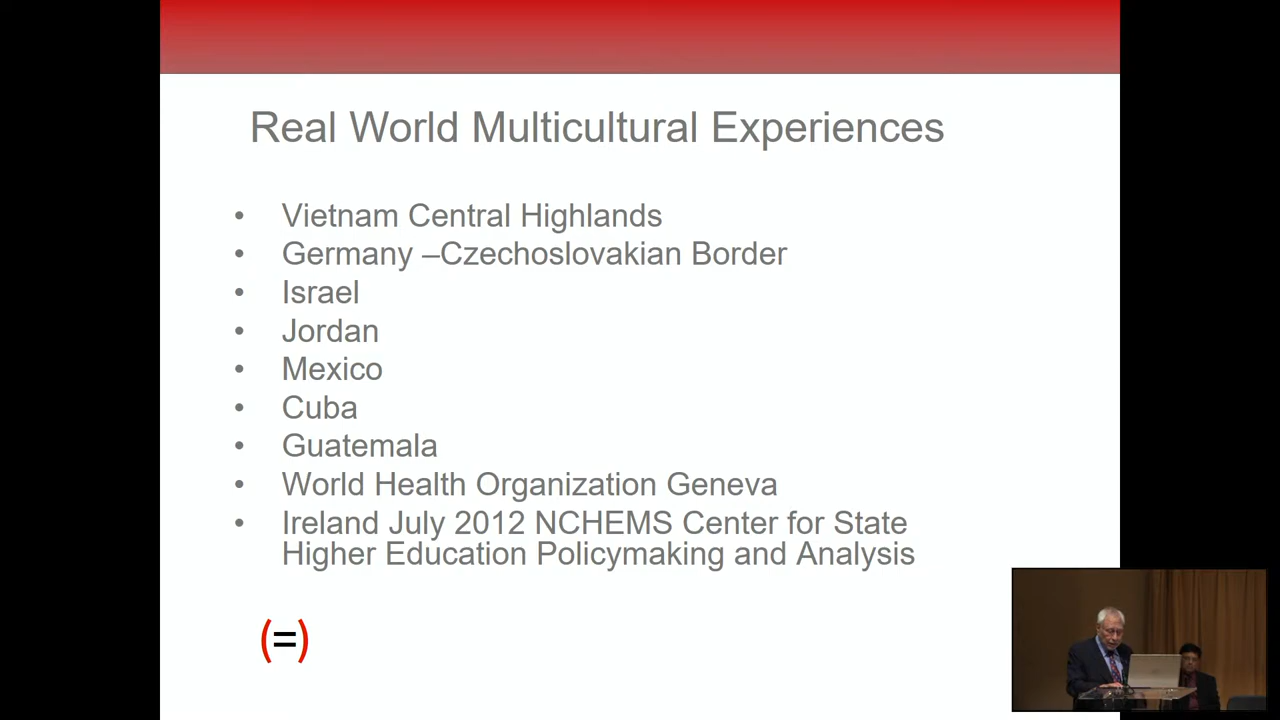 Real World Multicultural Experiences
• Vietnam Central Highlands
• Germany –Czechoslovakian Border
• Israel
• Jordan
• Mexico
• Cuba
• Guatemala
• World Health Organization Geneva
• Ireland July 2012 NCHEMS Center for State
Higher Education Policymaking and Analysis
(=)